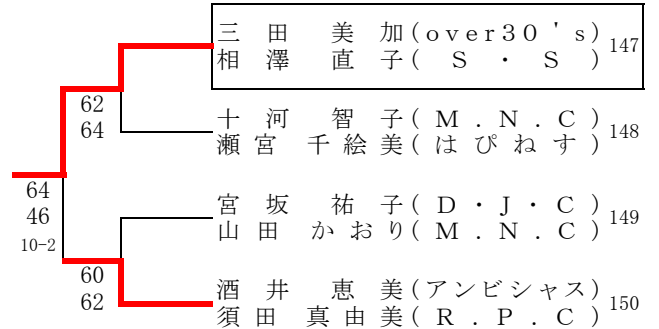 三田 美加(over30's) 147
相澤 直子(S・S)
62
64
十河 智子(M.N.C) 148
瀬宮 千絵美(はぴねす)
64
46
10-2
宮坂 祐子(D・J・C) 149
山田 かおり(M.N.C)
60
62
酒井 恵美(アンビシャス) 150
須田 真由美(R.P.C)